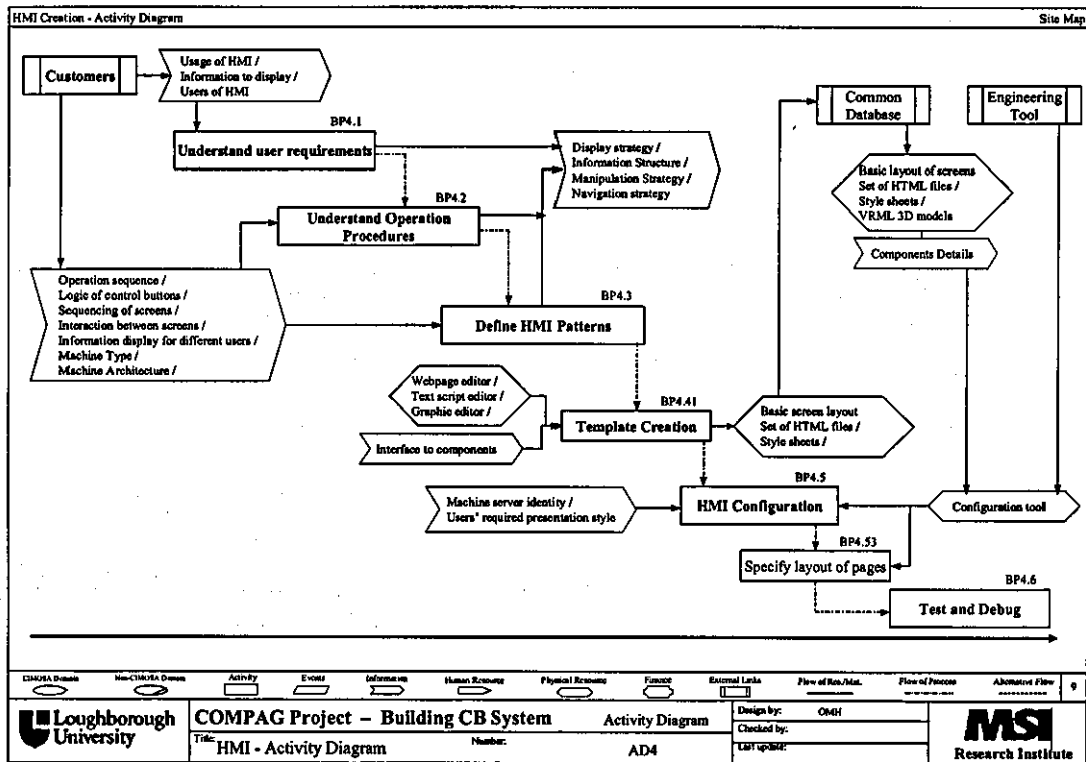 HMI Creation - Activity Diagram
Site Map
Customers
Usage of HMI /
Information to display /
Users of HMI
BP4.1
Understand user requirements
Display strategy /
Information Structure /
Manipulation Strategy /
Navigation strategy
Common
Database
Engineering
Tool
BP4.2
Understand Operation
Procedures
Basic layout of screens
Set of HTML files /
Style sheets /
VRML 3D models
Components Details
Operation sequence /
Logic of control buttons /
Sequencing of screens /
Interaction between screens /
Information display for different users /
Machine Type /
Machine Architecture /
BP4.3
Define HMI Patterns
Webpage editor /
Text script editor /
Graphic editor /
Interface to components
BP4.41
Template Creation
Basic screen layout
Set of HTML files /
Style sheets /
BP4.5
HMI Configuration
Machine server identity /
Users' required presentation style
Configuration tool
BP4.53
Specify layout of pages
BP4.6
Test and Debug
CIMOSA Domain
Non-CIMOSA Domain
Activity
Events
Information
Human Resource
Physical Resource
Finance
External Links
Flow of Res./Mat.
Flow of Process
Alternative Flow
9
Loughborough
University
COMPAG Project – Building CB System
Activity Diagram
Title:
HMI - Activity Diagram
Number:
AD4
Design by: OMH
Checked by:
Last update:
MSI
Research Institute